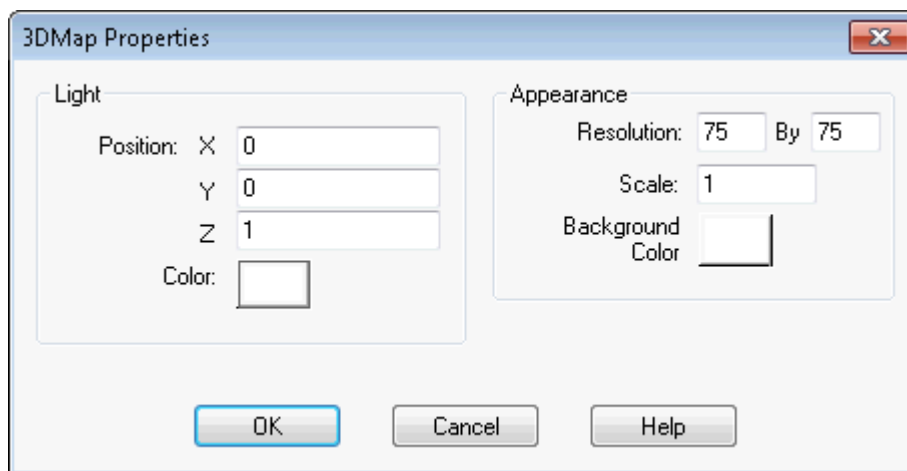 3DMap Properties
Light
Position: X 0
Y 0
Z 1
Color:
Appearance
Resolution: 75 By 75
Scale: 1
Background
Color
OK Cancel Help